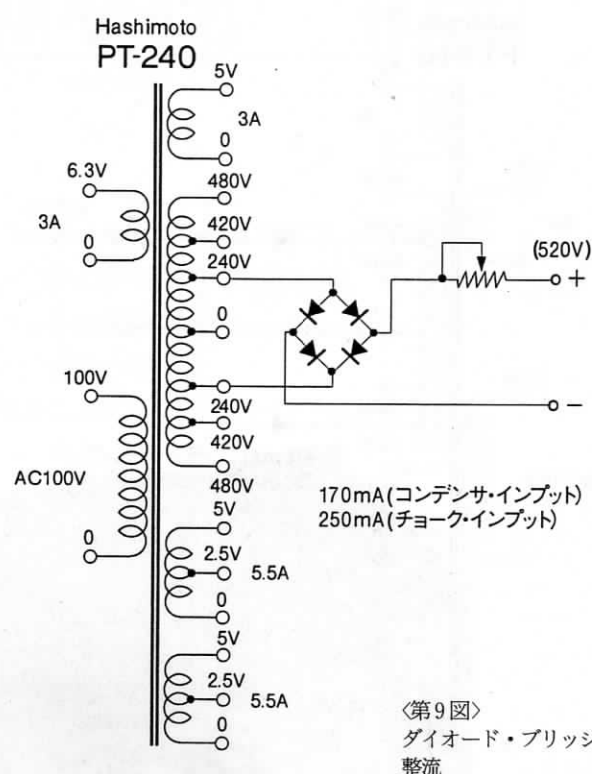 Hashimoto
PT-240
5V
3A
0
6.3V
3A
0
480V
420V
240V
0
240V
420V
480V
(520V)
+
−
100V
AC100V
0
170mA(コンデンサ・インプット)
250mA(チョーク・インプット)
5V
2.5V
5.5A
0
5V
2.5V
5.5A
0
〈第9図〉
ダイオード・ブリッジ
整流